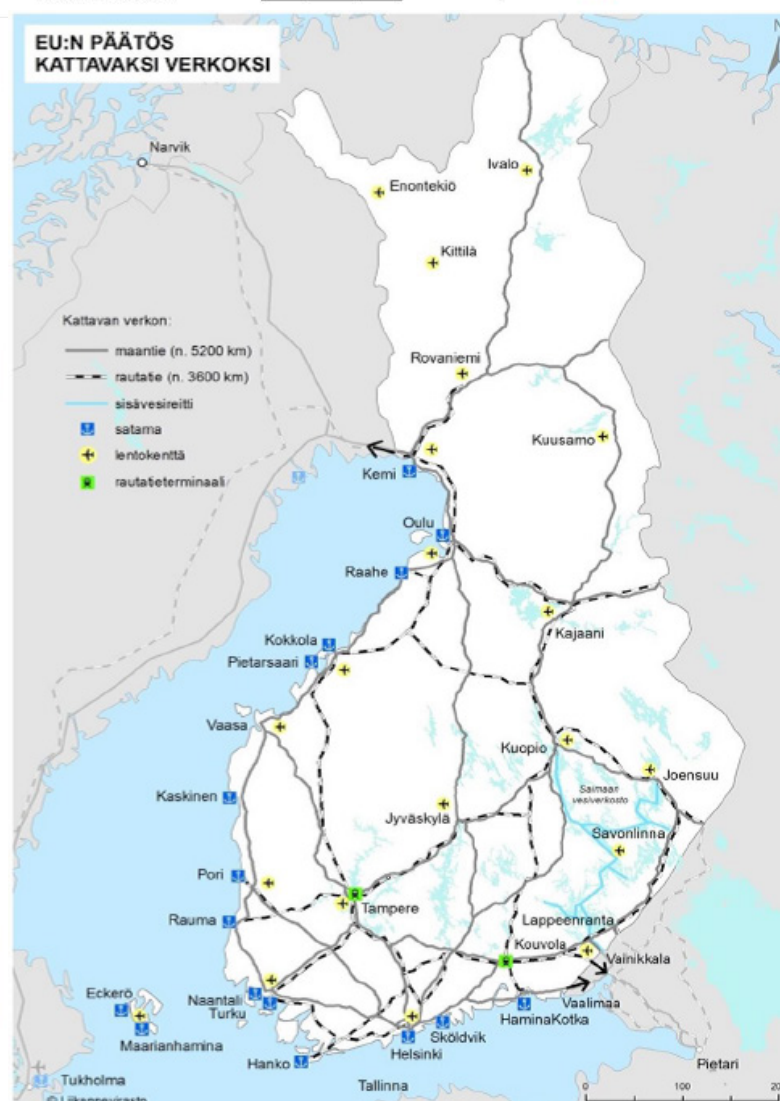 EU:N PÄÄTÖS
KATTAVAKSI VERKOKSI
N
Narvik
Ivalo
Enontekiö
Kittilä
Kattavan verkon:
maantie (n. 5200 km)
rautatie (n. 3600 km)
sisävesireitti
satama
lentokenttä
rautatieterminaali
Rovaniemi
Kuusamo
Kemi
Oulu
Raahe
Kajaani
Kokkola
Pietarsaari
Vaasa
Kuopio
Joensuu
Saimaan
vesiverkosto
Kaskinen
Jyväskylä
Savonlinna
Pori
Tampere
Rauma
Lappeenranta
Kouvola
Vainikkala
Naantali
Turku
Eckerö
Maarianhamina
Vaalimaa
HaminaKotka
Sköldvik
Helsinki
Hanko
Pietari
Tukholma
Tallinna
© Liikennevirasto
0 100 20